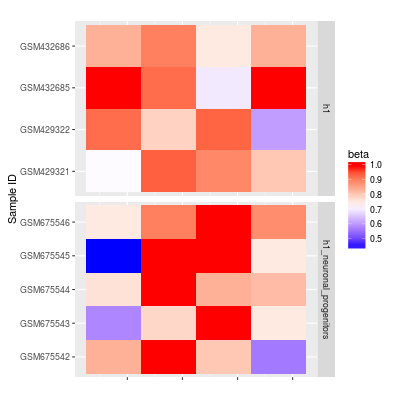 GSM432686
GSM432685
GSM429322
GSM429321
h1
GSM675546
GSM675545
GSM675544
GSM675543
GSM675542
h1_neuronal_progenitors
Sample ID
beta
1.0
0.9
0.8
0.7
0.6
0.5